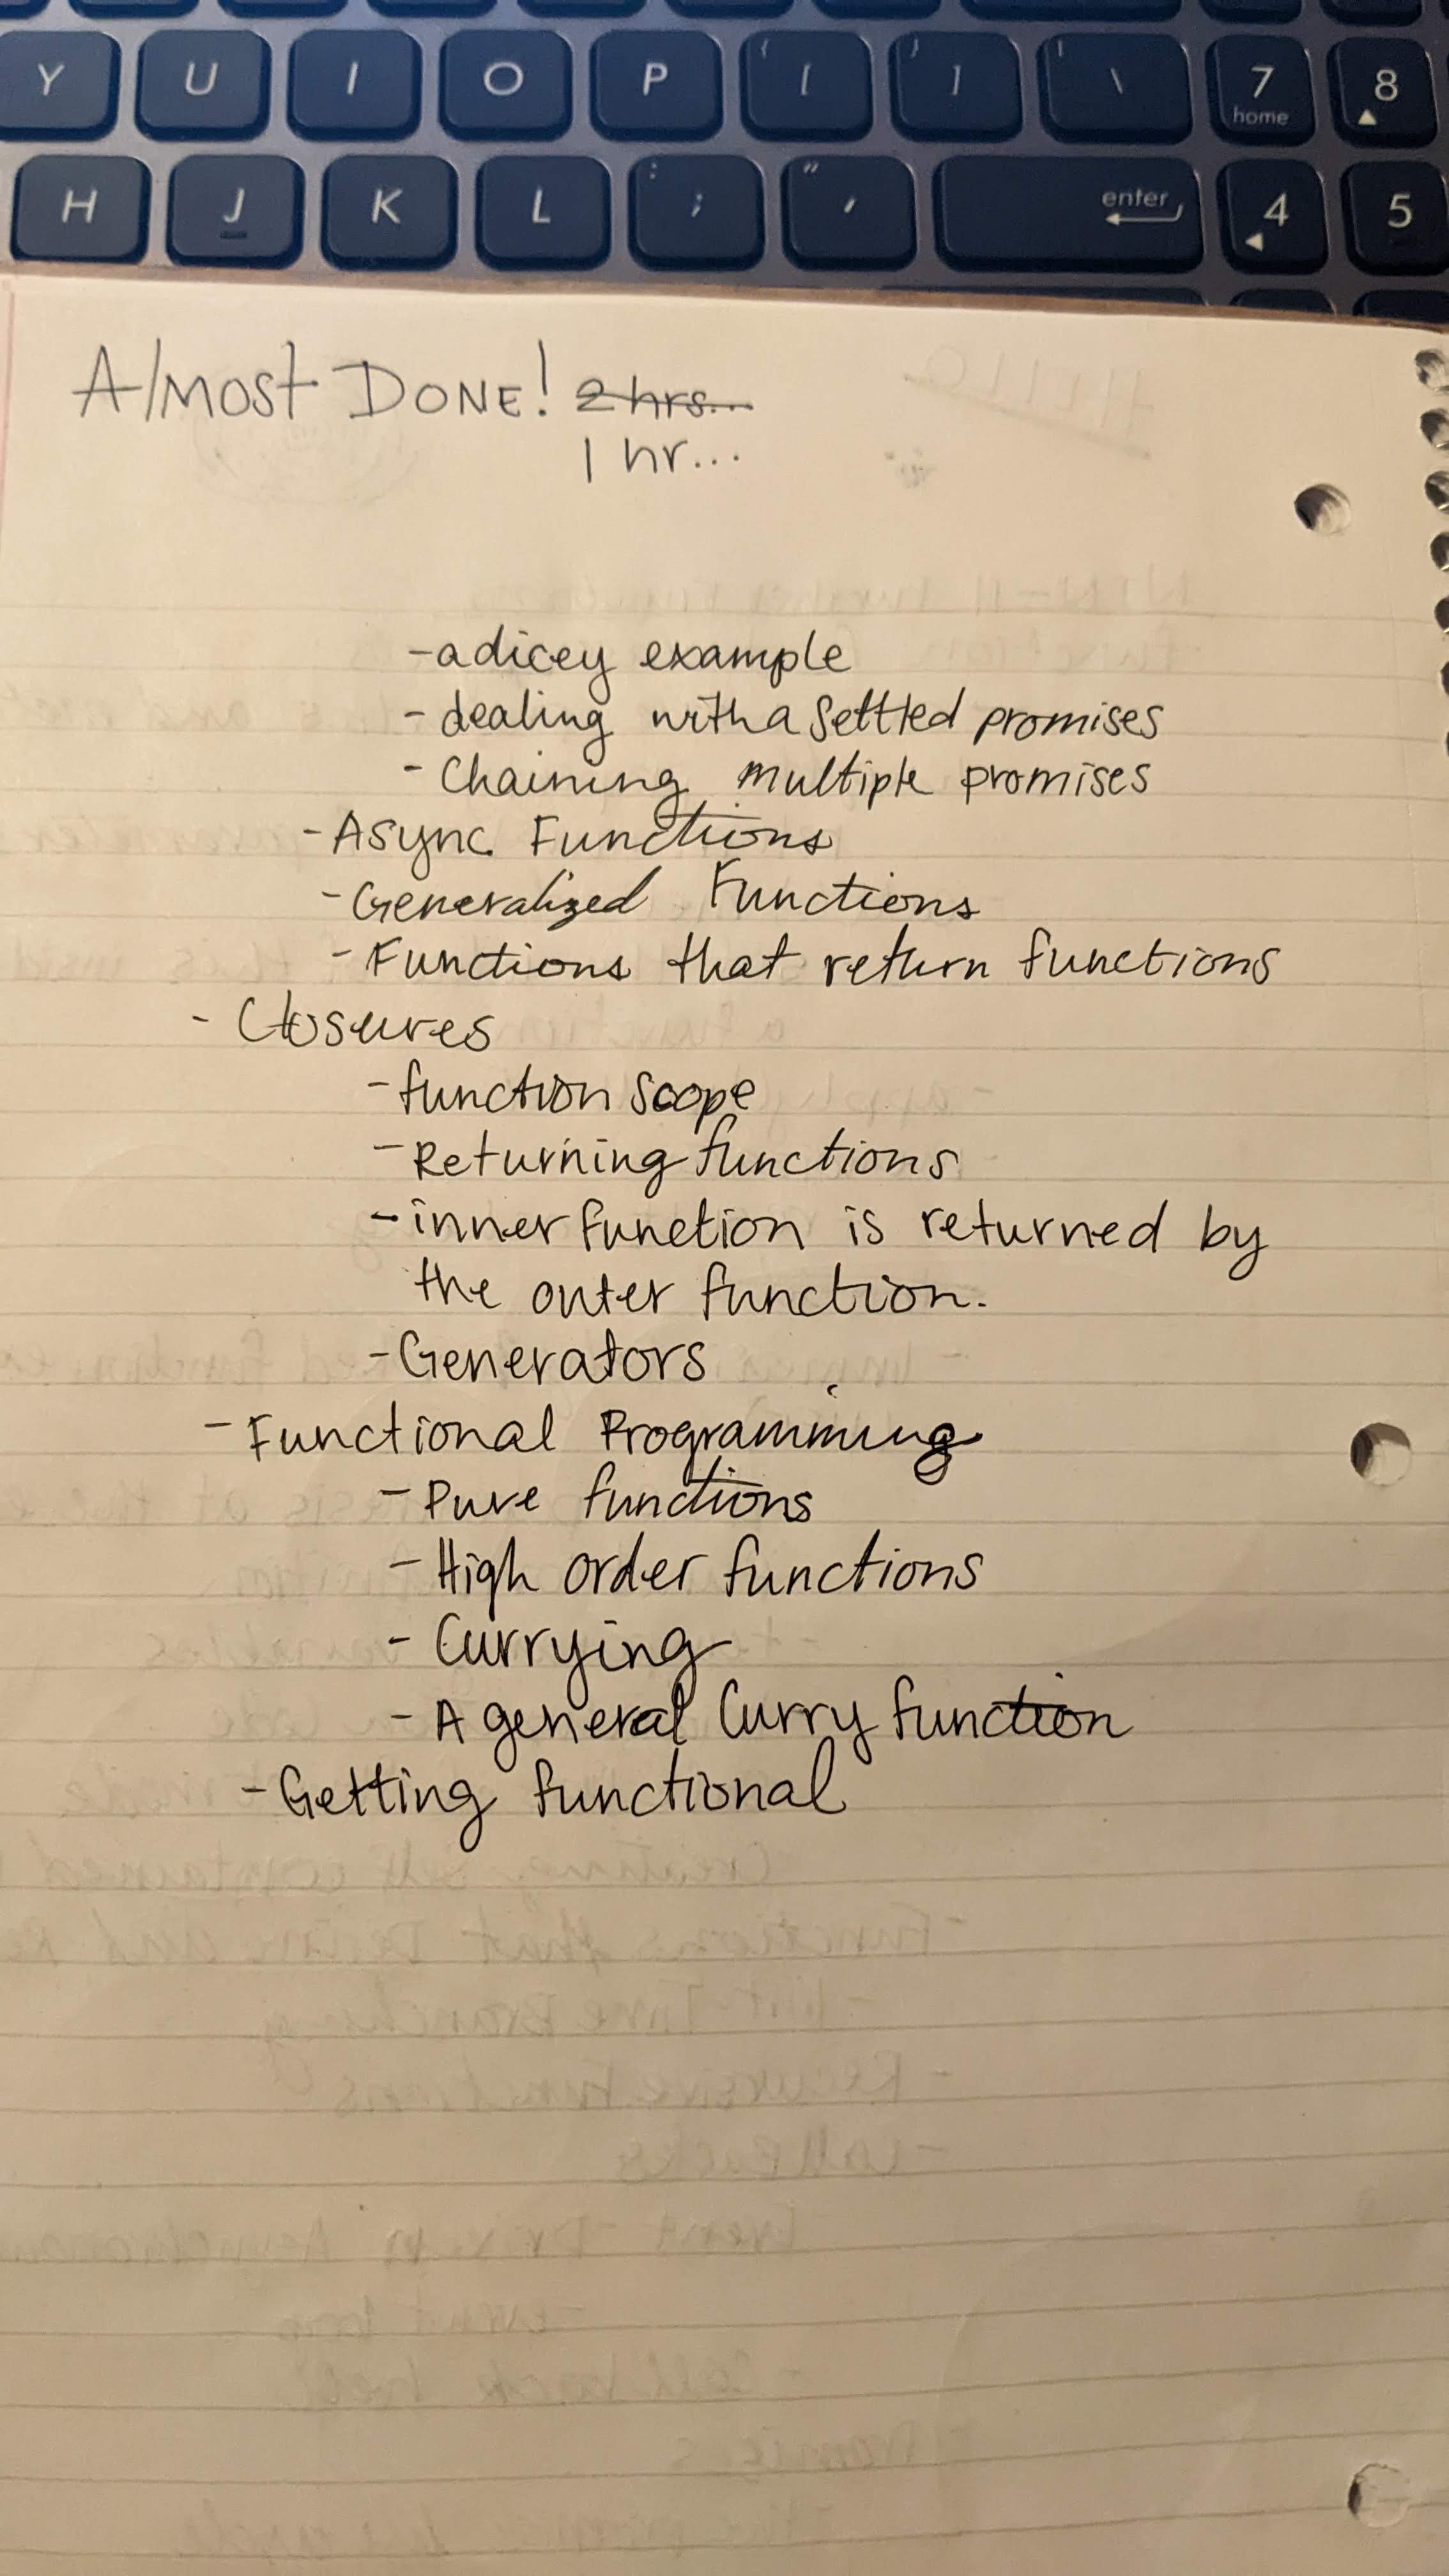 Y U I O P { [ } ] | \ 7 home 8
H J K L : ; " ' enter 4 5
Almost Done! 2 hrs...
1 hr...
- a dicey example
- dealing with a settled promises
- Chaining multiple promises
- Async Functions
- Generalized Functions
- Functions that return functions
- Closures
- function scope
- Returning functions
- inner function is returned by
the outer function.
- Generators
- Functional Programming
- Pure functions
- High order functions
- Currying
- A general Curry function
- Getting functional